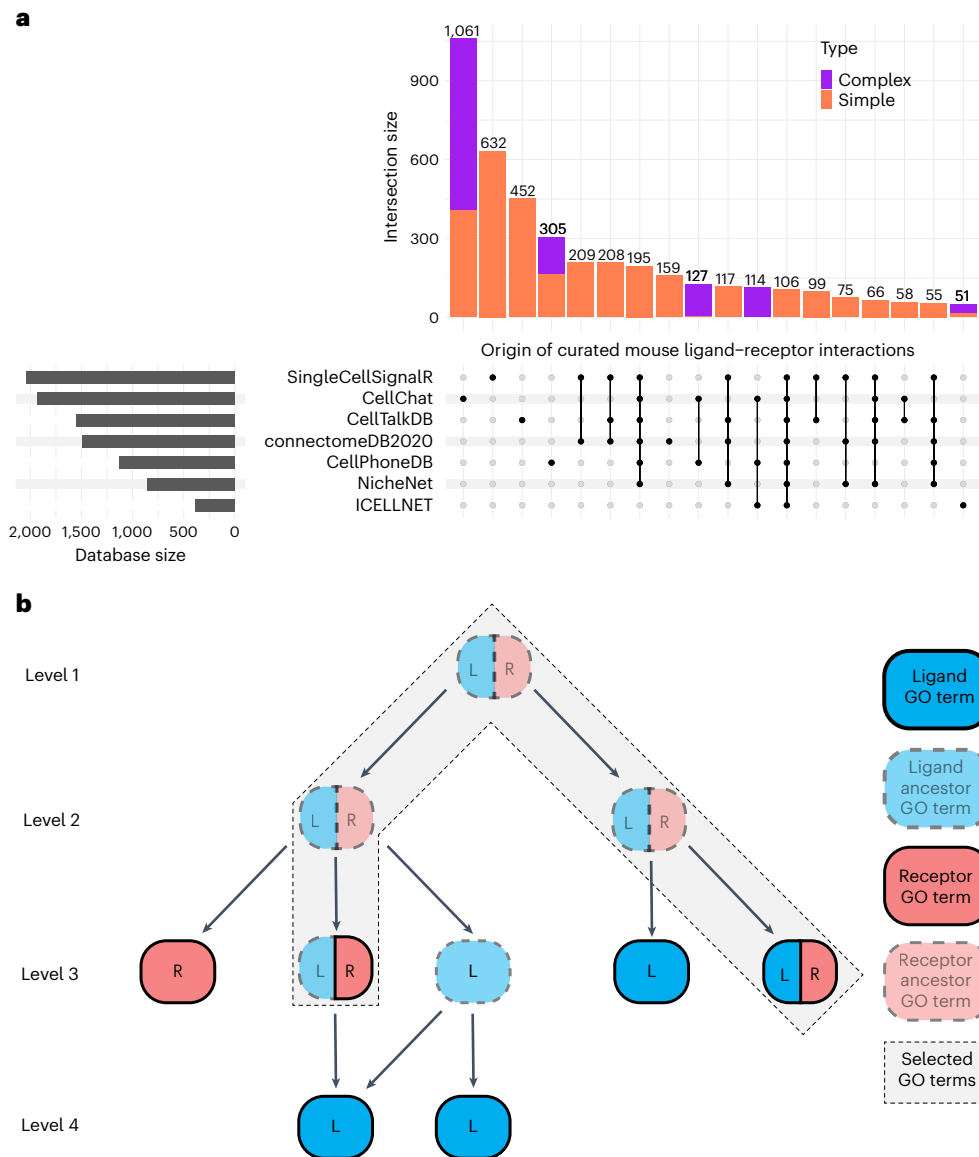 a
1,061
Type
Complex
Simple
900
632
600
452
Intersection size
305
300
209 208 195
159
127
117 114 106 99
75 66 58 55 51
0
Origin of curated mouse ligand–receptor interactions
SingleCellSignalR
CellChat
CellTalkDB
connectomeDB2020
CellPhoneDB
NicheNet
ICELLNET
2,000 1,500 1,000 500 0
Database size
b
Level 1
L R
Ligand
GO term
Ligand
ancestor
GO term
Level 2
L R
L R
Receptor
GO term
Level 3
R
L R
L
L
L R
Receptor
ancestor
GO term
Selected
GO terms
Level 4
L
L